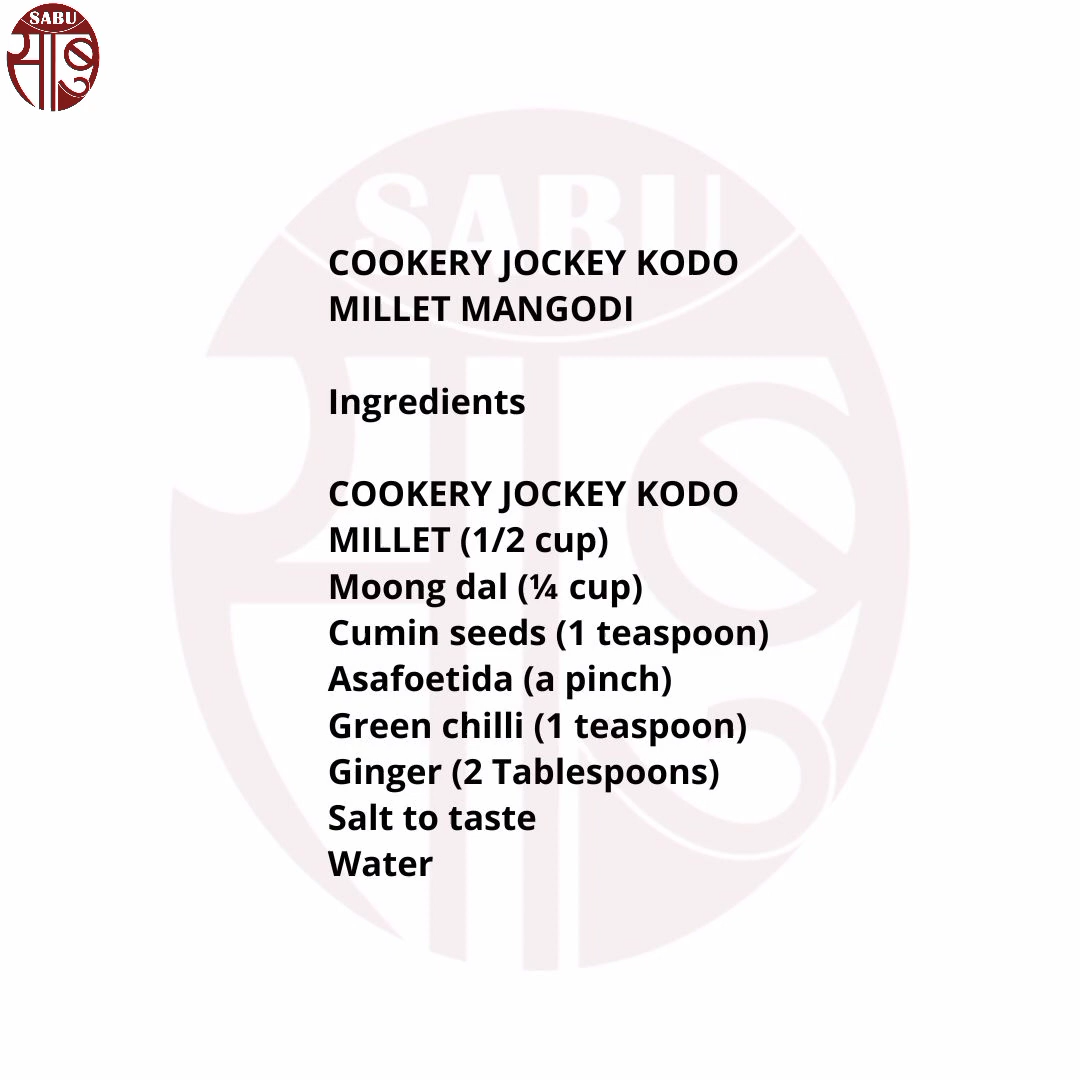 SABU
साबु
SABU
COOKERY JOCKEY KODO
MILLET MANGODI
Ingredients
COOKERY JOCKEY KODO
MILLET (1/2 cup)
Moong dal (¼ cup)
Cumin seeds (1 teaspoon)
Asafoetida (a pinch)
Green chilli (1 teaspoon)
Ginger (2 Tablespoons)
Salt to taste
Water